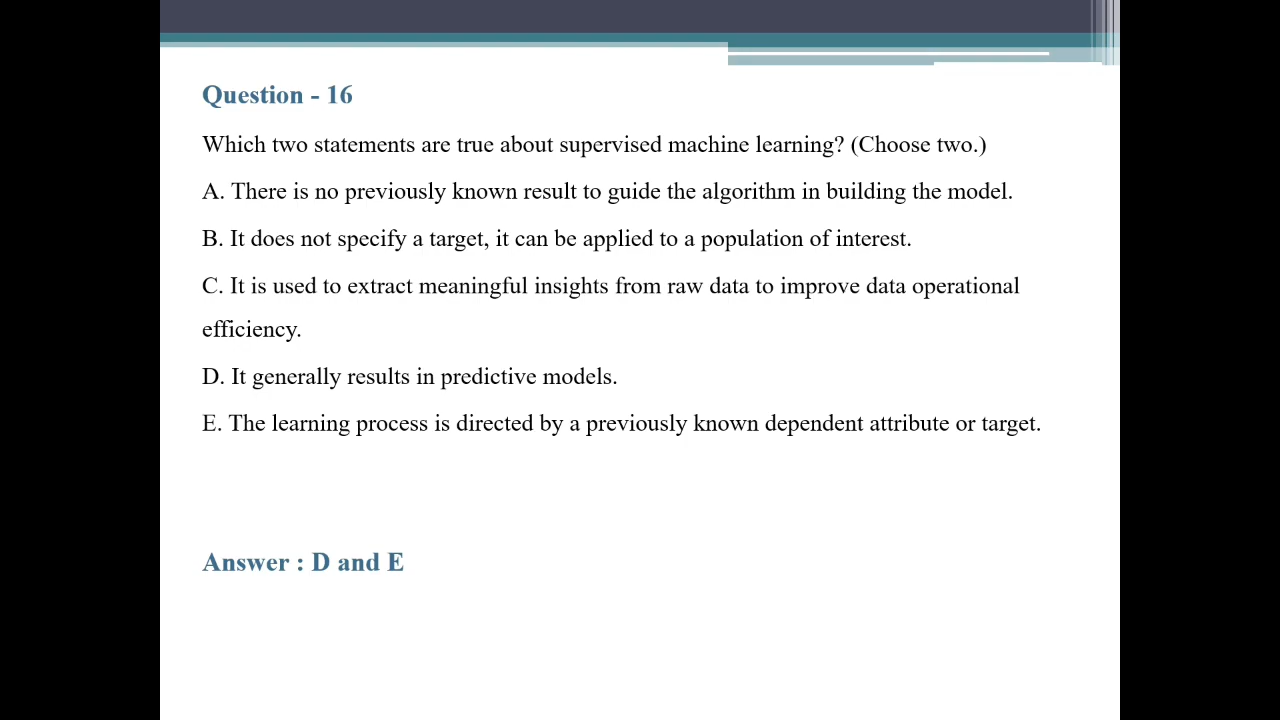 Question - 16
Which two statements are true about supervised machine learning? (Choose two.)
A. There is no previously known result to guide the algorithm in building the model.
B. It does not specify a target, it can be applied to a population of interest.
C. It is used to extract meaningful insights from raw data to improve data operational
efficiency.
D. It generally results in predictive models.
E. The learning process is directed by a previously known dependent attribute or target.
Answer : D and E